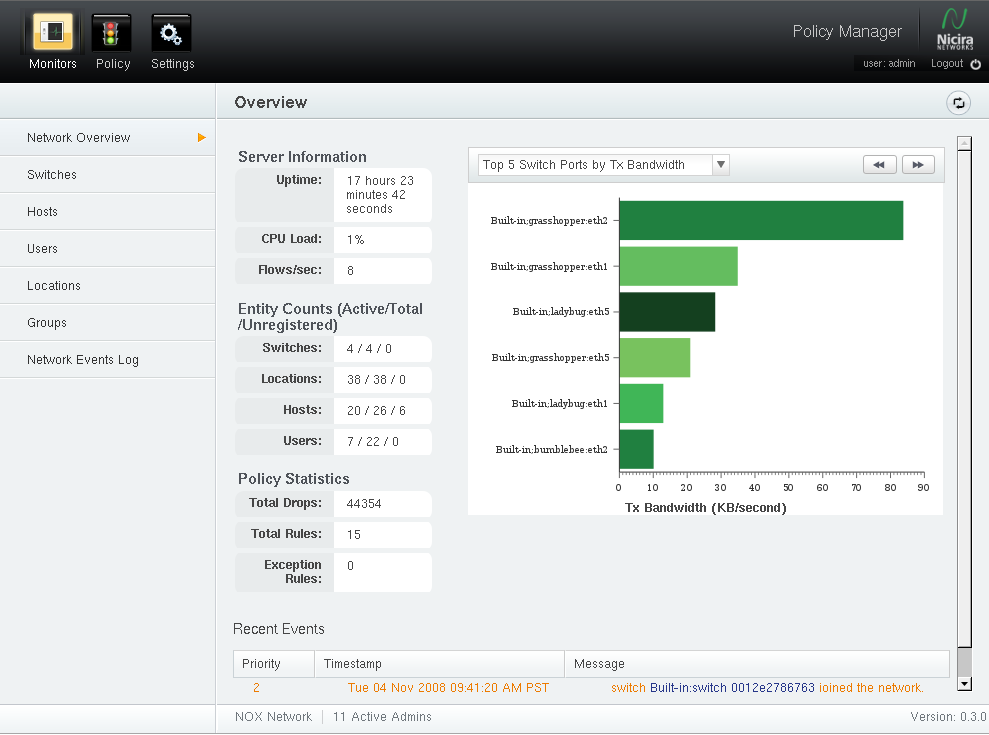 Monitors
Policy
Settings
Policy Manager
Nicira
NETWORKS
user: admin
Logout
Overview
Network Overview
Switches
Hosts
Users
Locations
Groups
Network Events Log
Server Information
Uptime:
17 hours 23
minutes 42
seconds
CPU Load:
1%
Flows/sec:
8
Entity Counts (Active/Total
/Unregistered)
Switches:
4 / 4 / 0
Locations:
38 / 38 / 0
Hosts:
20 / 26 / 6
Users:
7 / 22 / 0
Policy Statistics
Total Drops:
44354
Total Rules:
15
Exception
Rules:
0
Top 5 Switch Ports by Tx Bandwidth
Built-in;grasshopper:eth2
Built-in;grasshopper:eth1
Built-in;ladybug:eth5
Built-in;grasshopper:eth5
Built-in;ladybug:eth1
Built-in;bumblebee:eth2
0 10 20 30 40 50 60 70 80 90
Tx Bandwidth (KB/second)
Recent Events
Priority
Timestamp
Message
2
Tue 04 Nov 2008 09:41:20 AM PST
switch Built-in:switch 0012e2786763 joined the network.
NOX Network
11 Active Admins
Version: 0.3.0